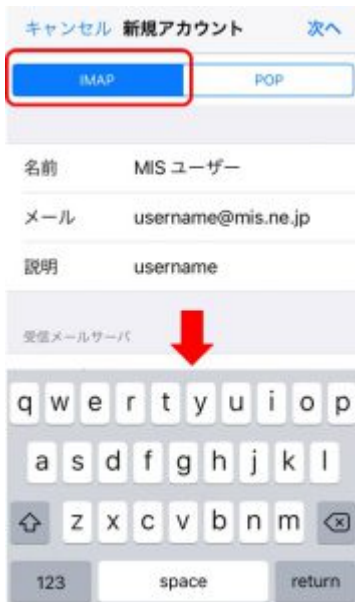 キャンセル 新規アカウント 次へ
IMAP POP
名前 MIS ユーザー
メール username@mis.ne.jp
説明 username
受信メールサーバ
q w e r t y u i o p
a s d f g h j k l
z x c v b n m
123 space return